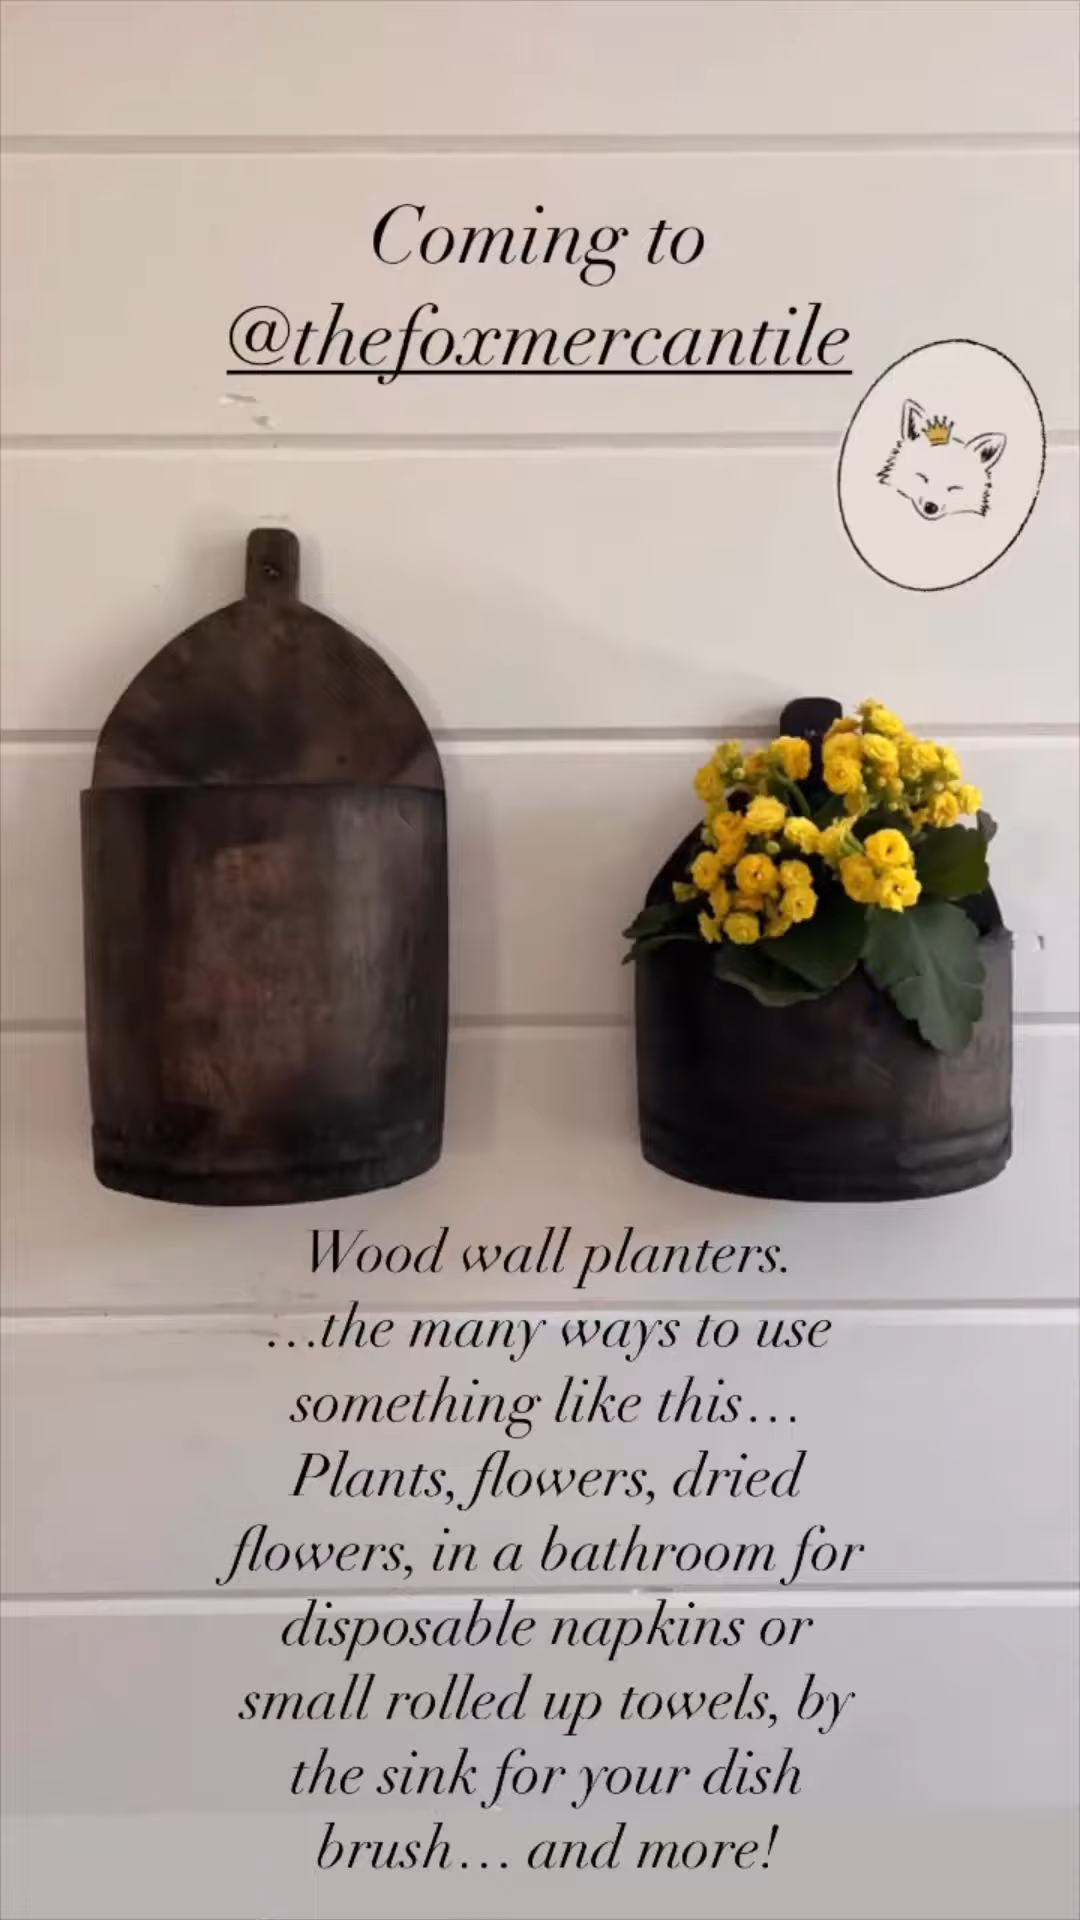 Coming to
@thefoxmercantile
Wood wall planters.
...the many ways to use
something like this...
Plants, flowers, dried
flowers, in a bathroom for
disposable napkins or
small rolled up towels, by
the sink for your dish
brush... and more!